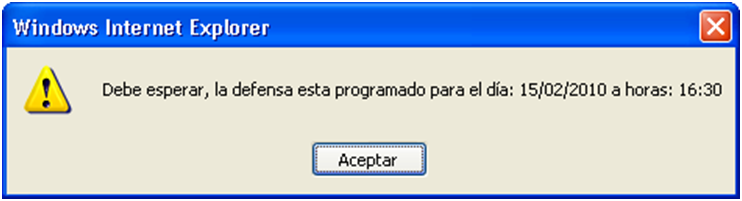 Windows Internet Explorer
Debe esperar, la defensa esta programado para el día: 15/02/2010 a horas: 16:30
Aceptar